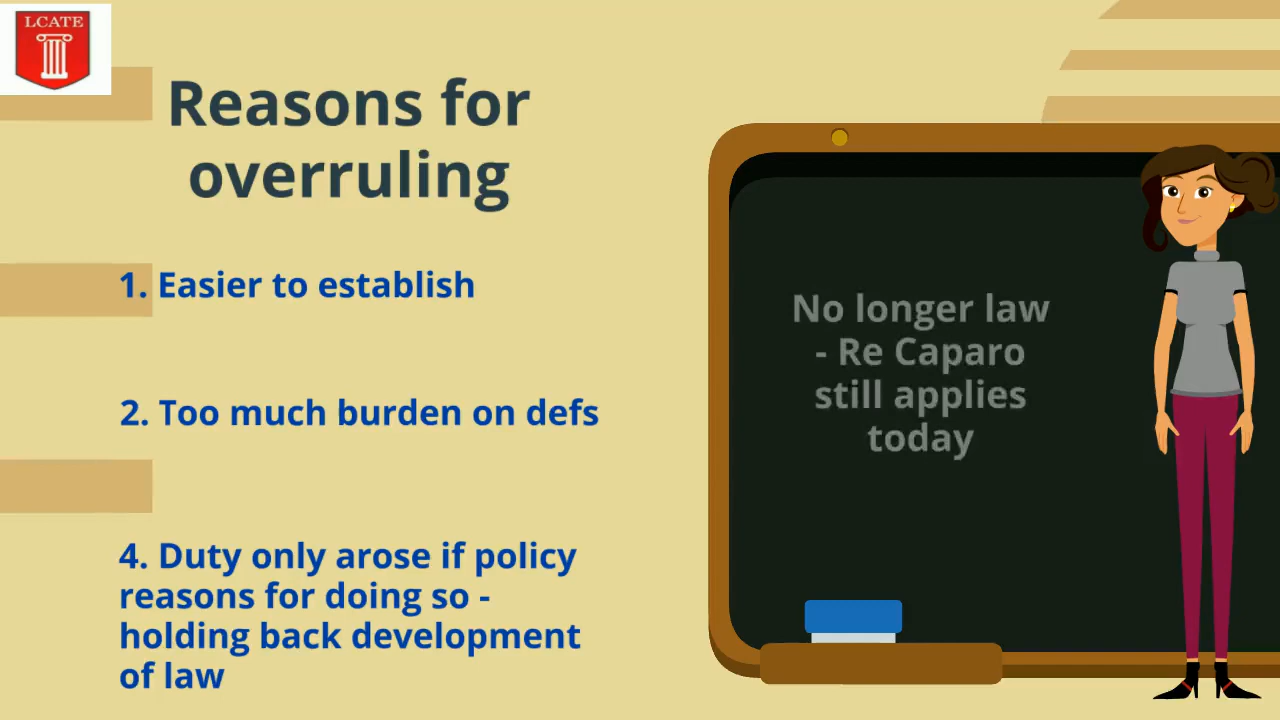 LCATE
Reasons for
overruling
1. Easier to establish
2. Too much burden on defs
4. Duty only arose if policy
reasons for doing so -
holding back development
of law
No longer law
- Re Caparo
still applies
today